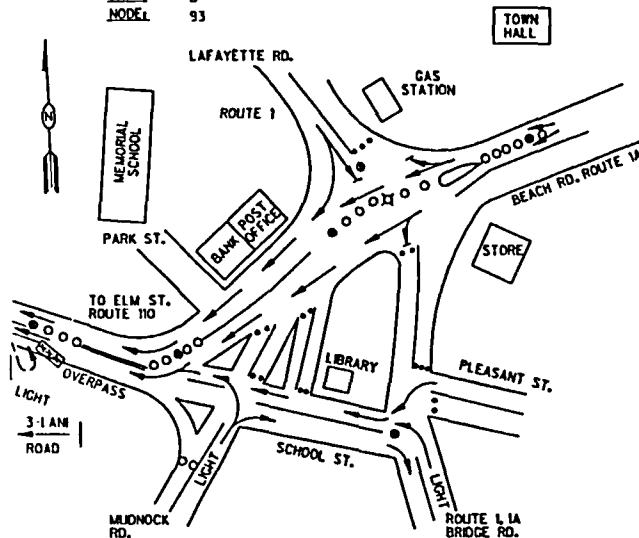 NODE: 93
TOWN
HALL
LAFAYETTE RD.
GAS
STATION
ROUTE 1
N
MEMORIAL
SCHOOL
BEACH RD. ROUTE 1A
POST
OFFICE
BANK
PARK ST.
STORE
TO ELM ST.
ROUTE 110
LIBRARY
PLEASANT ST.
OVERPASS
LIGHT
3-LANE
ROAD
SCHOOL ST.
LIGHT
LIGHT
MUDNOCK
RD.
ROUTE 1, 1A
BRIDGE RD.